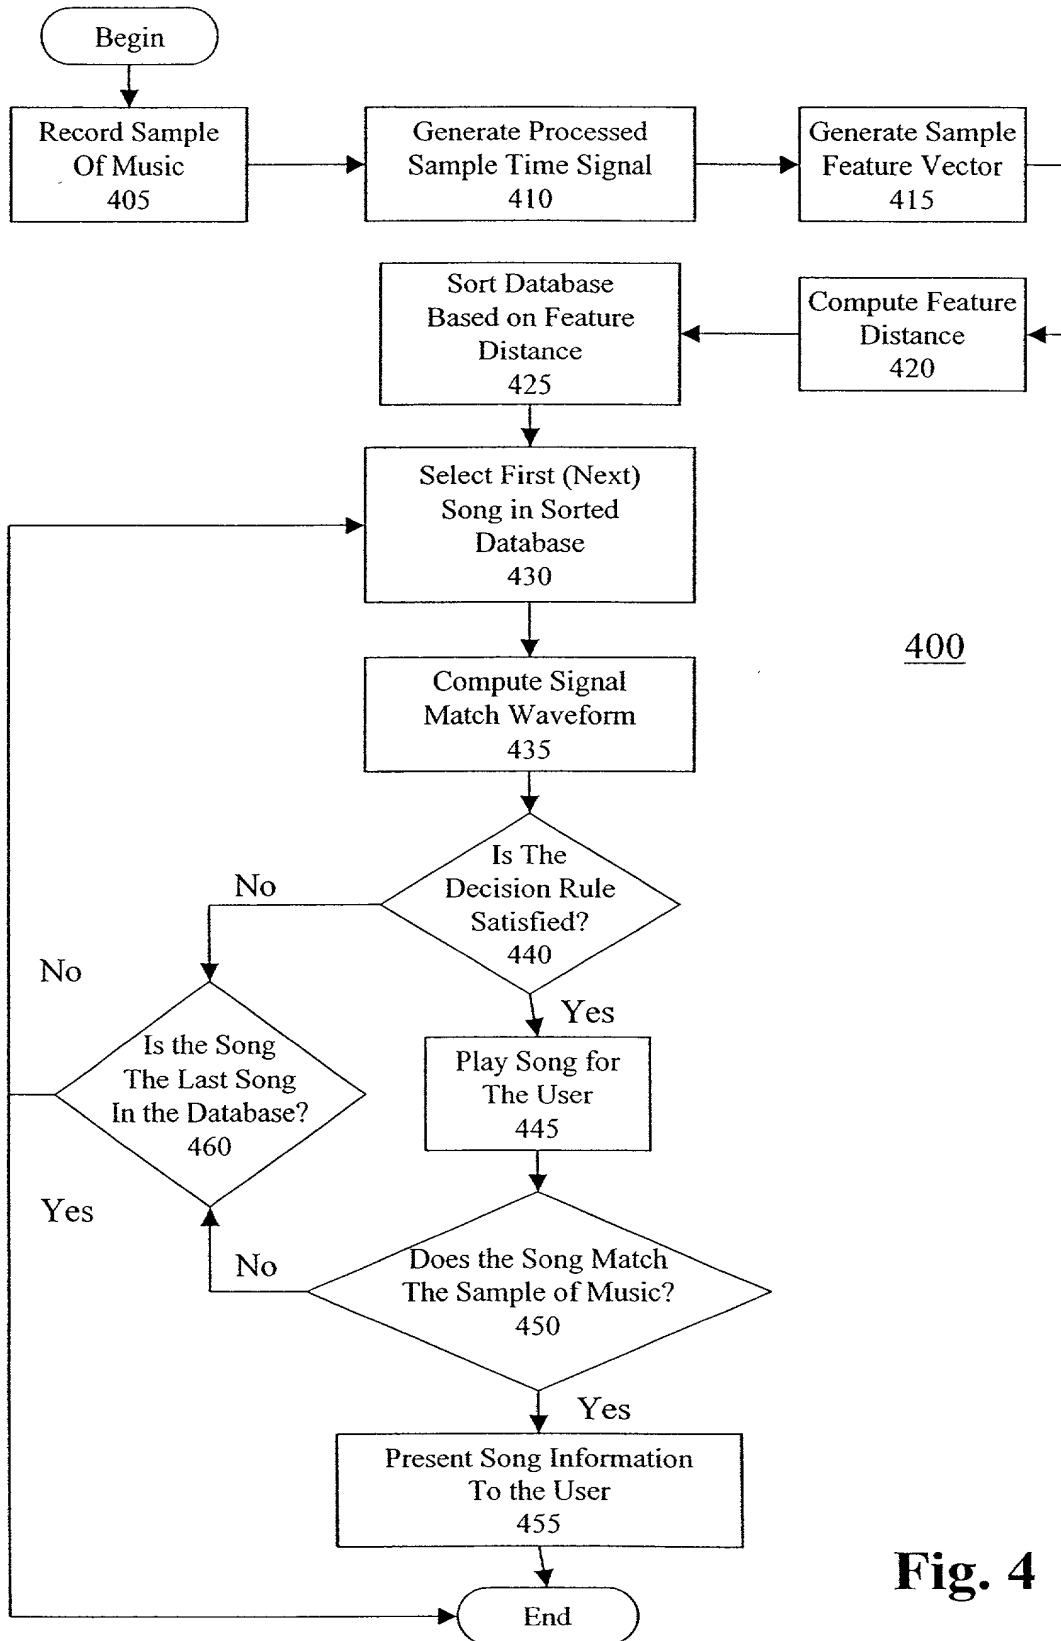 Begin
Record Sample
Of Music
405
Generate Processed
Sample Time Signal
410
Generate Sample
Feature Vector
415
Sort Database
Based on Feature
Distance
425
Compute Feature
Distance
420
Select First (Next)
Song in Sorted
Database
430
400
Compute Signal
Match Waveform
435
Is The
Decision Rule
Satisfied?
440
No
No
Yes
Is the Song
The Last Song
In the Database?
460
Play Song for
The User
445
Yes
No
Does the Song Match
The Sample of Music?
450
Yes
Present Song Information
To the User
455
End
Fig. 4